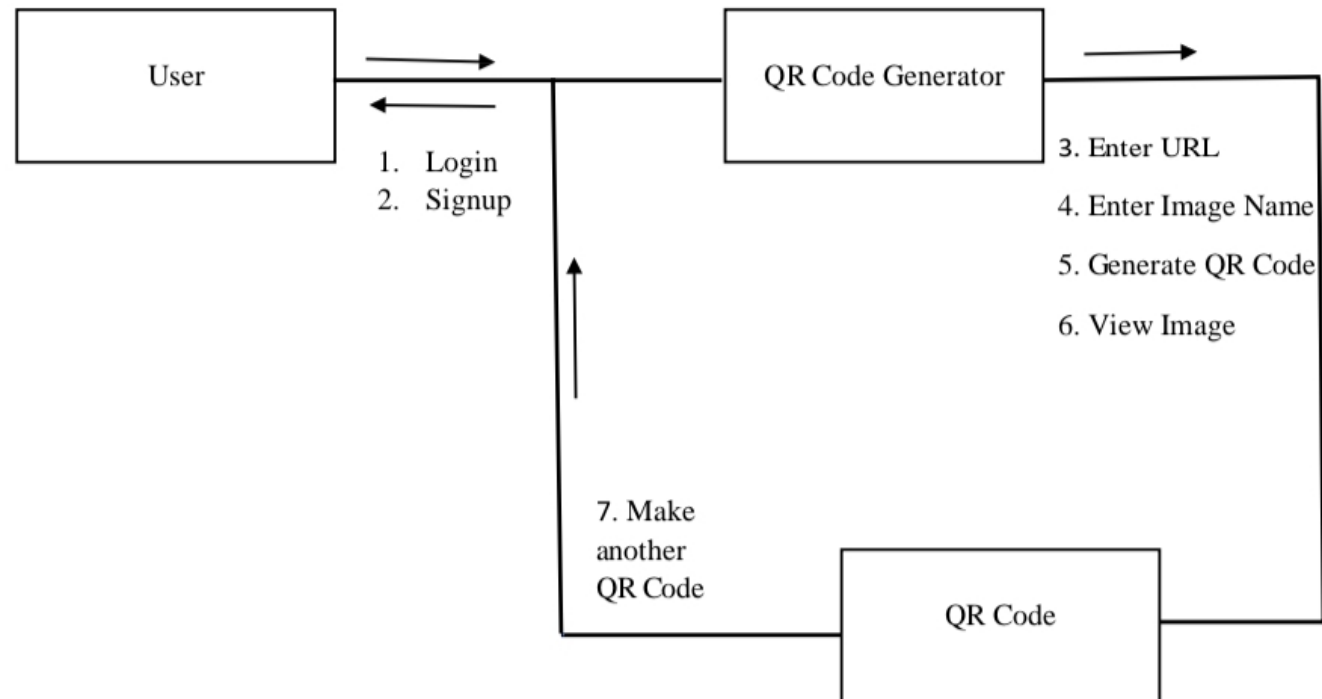 User
QR Code Generator
1. Login
2. Signup
3. Enter URL
4. Enter Image Name
5. Generate QR Code
6. View Image
7. Make
another
QR Code
QR Code